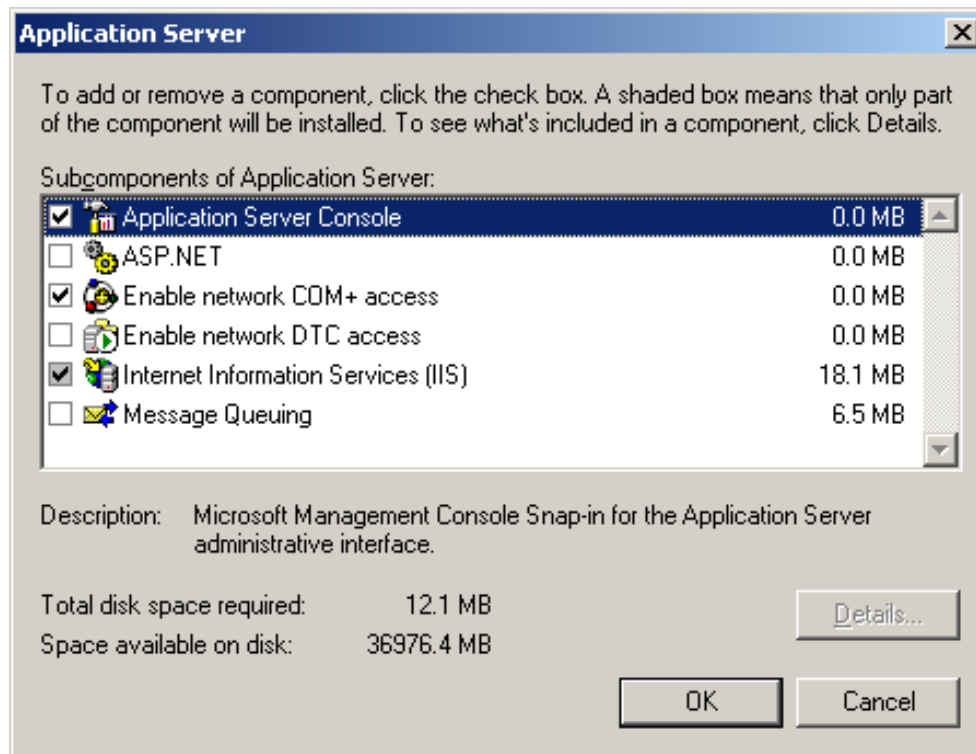 Application Server
To add or remove a component, click the check box. A shaded box means that only part
of the component will be installed. To see what's included in a component, click Details.
Subcomponents of Application Server:
Application Server Console 0.0 MB
ASP.NET 0.0 MB
Enable network COM+ access 0.0 MB
Enable network DTC access 0.0 MB
Internet Information Services (IIS) 18.1 MB
Message Queuing 6.5 MB
Description: Microsoft Management Console Snap-in for the Application Server
administrative interface.
Total disk space required: 12.1 MB
Details...
Space available on disk: 36976.4 MB
OK Cancel